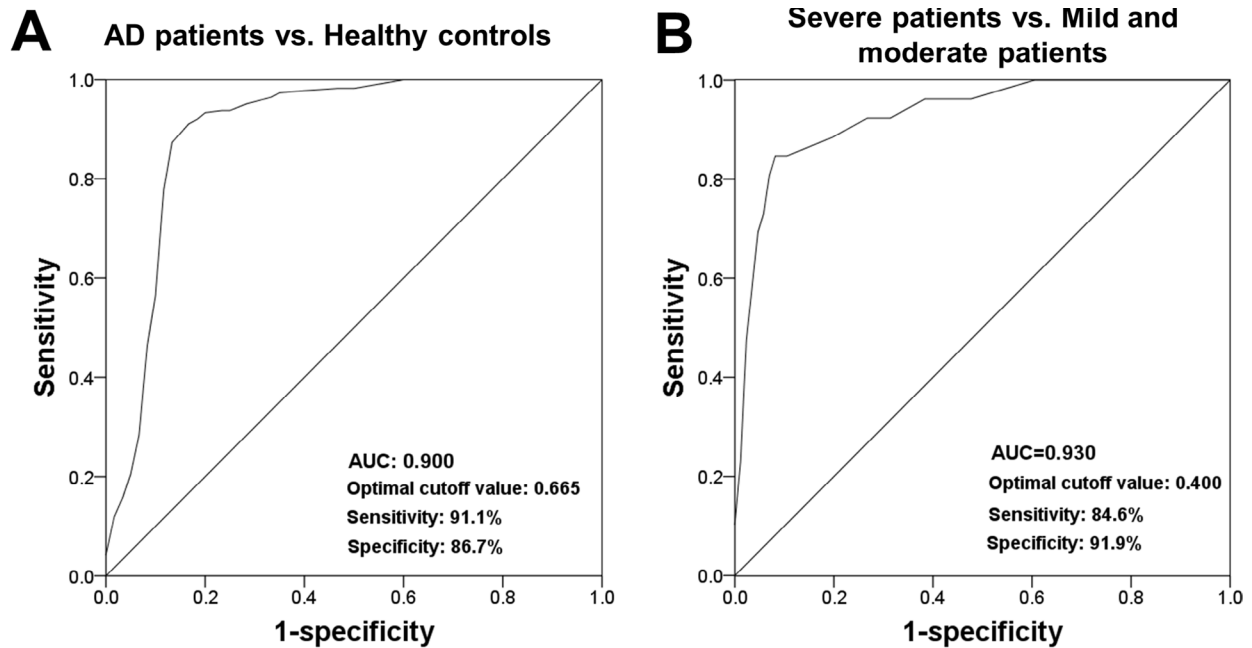 A
AD patients vs. Healthy controls
1.0
0.8
0.6
0.4
0.2
0.0
Sensitivity
AUC: 0.900
Optimal cutoff value: 0.665
Sensitivity: 91.1%
Specificity: 86.7%
0.0 0.2 0.4 0.6 0.8 1.0
1-specificity
B
Severe patients vs. Mild and
moderate patients
1.0
0.8
0.6
0.4
0.2
0.0
Sensitivity
AUC=0.930
Optimal cutoff value: 0.400
Sensitivity: 84.6%
Specificity: 91.9%
0.0 0.2 0.4 0.6 0.8 1.0
1-specificity